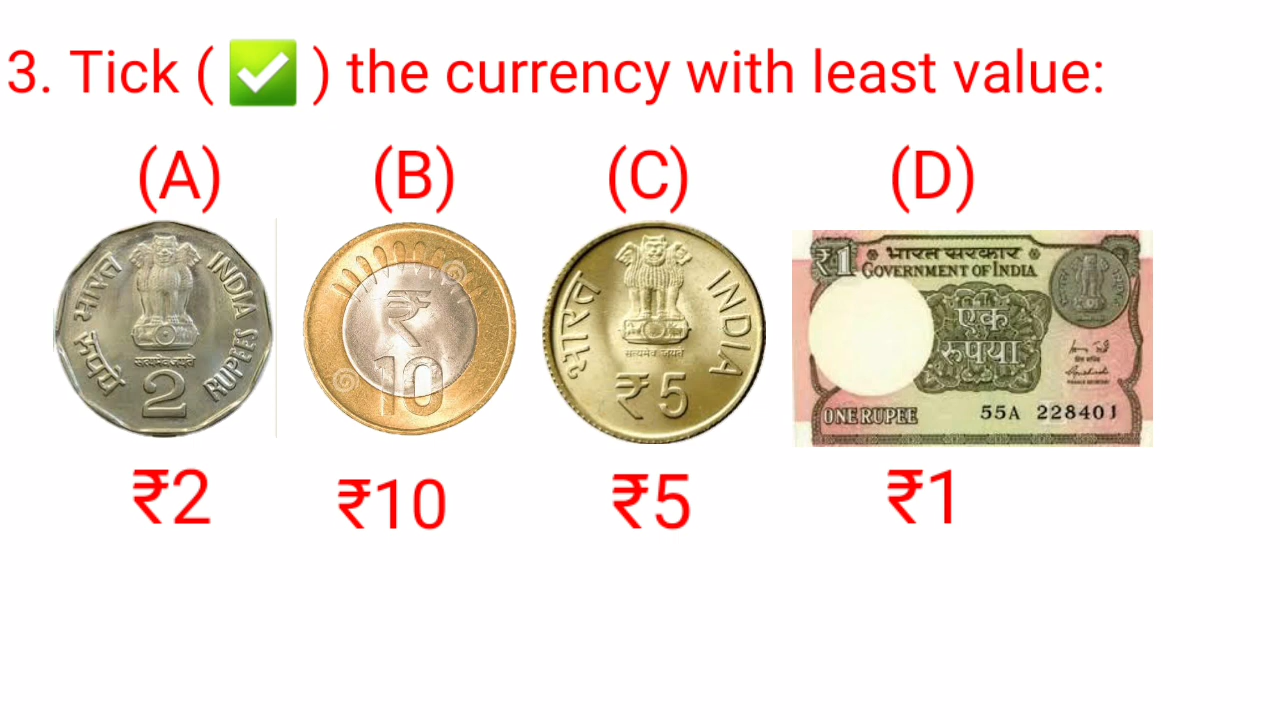 3. Tick ( ✅ ) the currency with least value:
(A) (B) (C) (D)
भारत INDIA
रुपये RUPEES
सत्यमेव जयते
2
₹
10
भारत INDIA
सत्यमेव जयते
₹5
₹1 भारत सरकार
GOVERNMENT OF INDIA
एक
रुपया
ONE RUPEE 55A 228401
₹2 ₹10 ₹5 ₹1